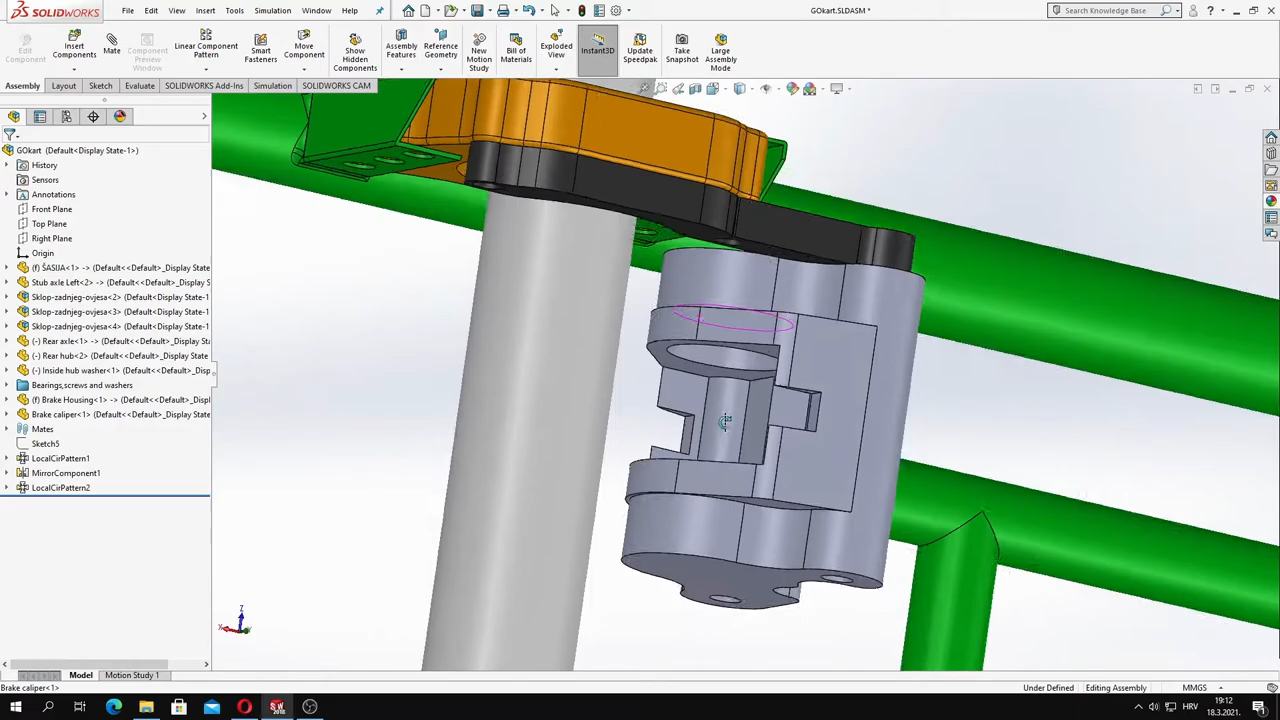 SOLIDWORKS
File
Edit
View
Insert
Tools
Simulation
Window
Help
GOkart.SLDASM *
Search Knowledge Base
Edit Component
Insert Components
Mate
Component Preview Window
Linear Component Pattern
Smart Fasteners
Move Component
Show Hidden Components
Assembly Features
Reference Geometry
New Motion Study
Bill of Materials
Exploded View
Instant3D
Update Speedpak
Take Snapshot
Large Assembly Mode
Assembly
Layout
Sketch
Evaluate
SOLIDWORKS Add-Ins
Simulation
SOLIDWORKS CAM
GOkart (Default<Display State-1>)
History
Sensors
Annotations
Front Plane
Top Plane
Right Plane
Origin
(f) ŠASIJA<1> -> (Default<<Default>_Display State
Stub axle Left<2> -> (Default<<Default>_Display S
Sklop-zadnjeg-ovjesa<2> (Default<Display State-1
Sklop-zadnjeg-ovjesa<3> (Default<Display State-1
Sklop-zadnjeg-ovjesa<4> (Default<Display State-1
(-) Rear axle<1> -> (Default<<Default>_Display Sta
(-) Rear hub<2> (Default<<Default>_Display State
(-) Inside hub washer<1> (Default<<Default>_Disp
Bearings,screws and washers
(f) Brake Housing<1> (Default<<Default>_Display S
Brake caliper<1> (Default<<Default>_Display State
Mates
Sketch5
LocalCirPattern1
MirrorComponent1
LocalCirPattern2
Z
X
Model
Motion Study 1
Brake caliper<1>
Under Defined
Editing Assembly
MMGS
HRV
19:12
18.3.2021.